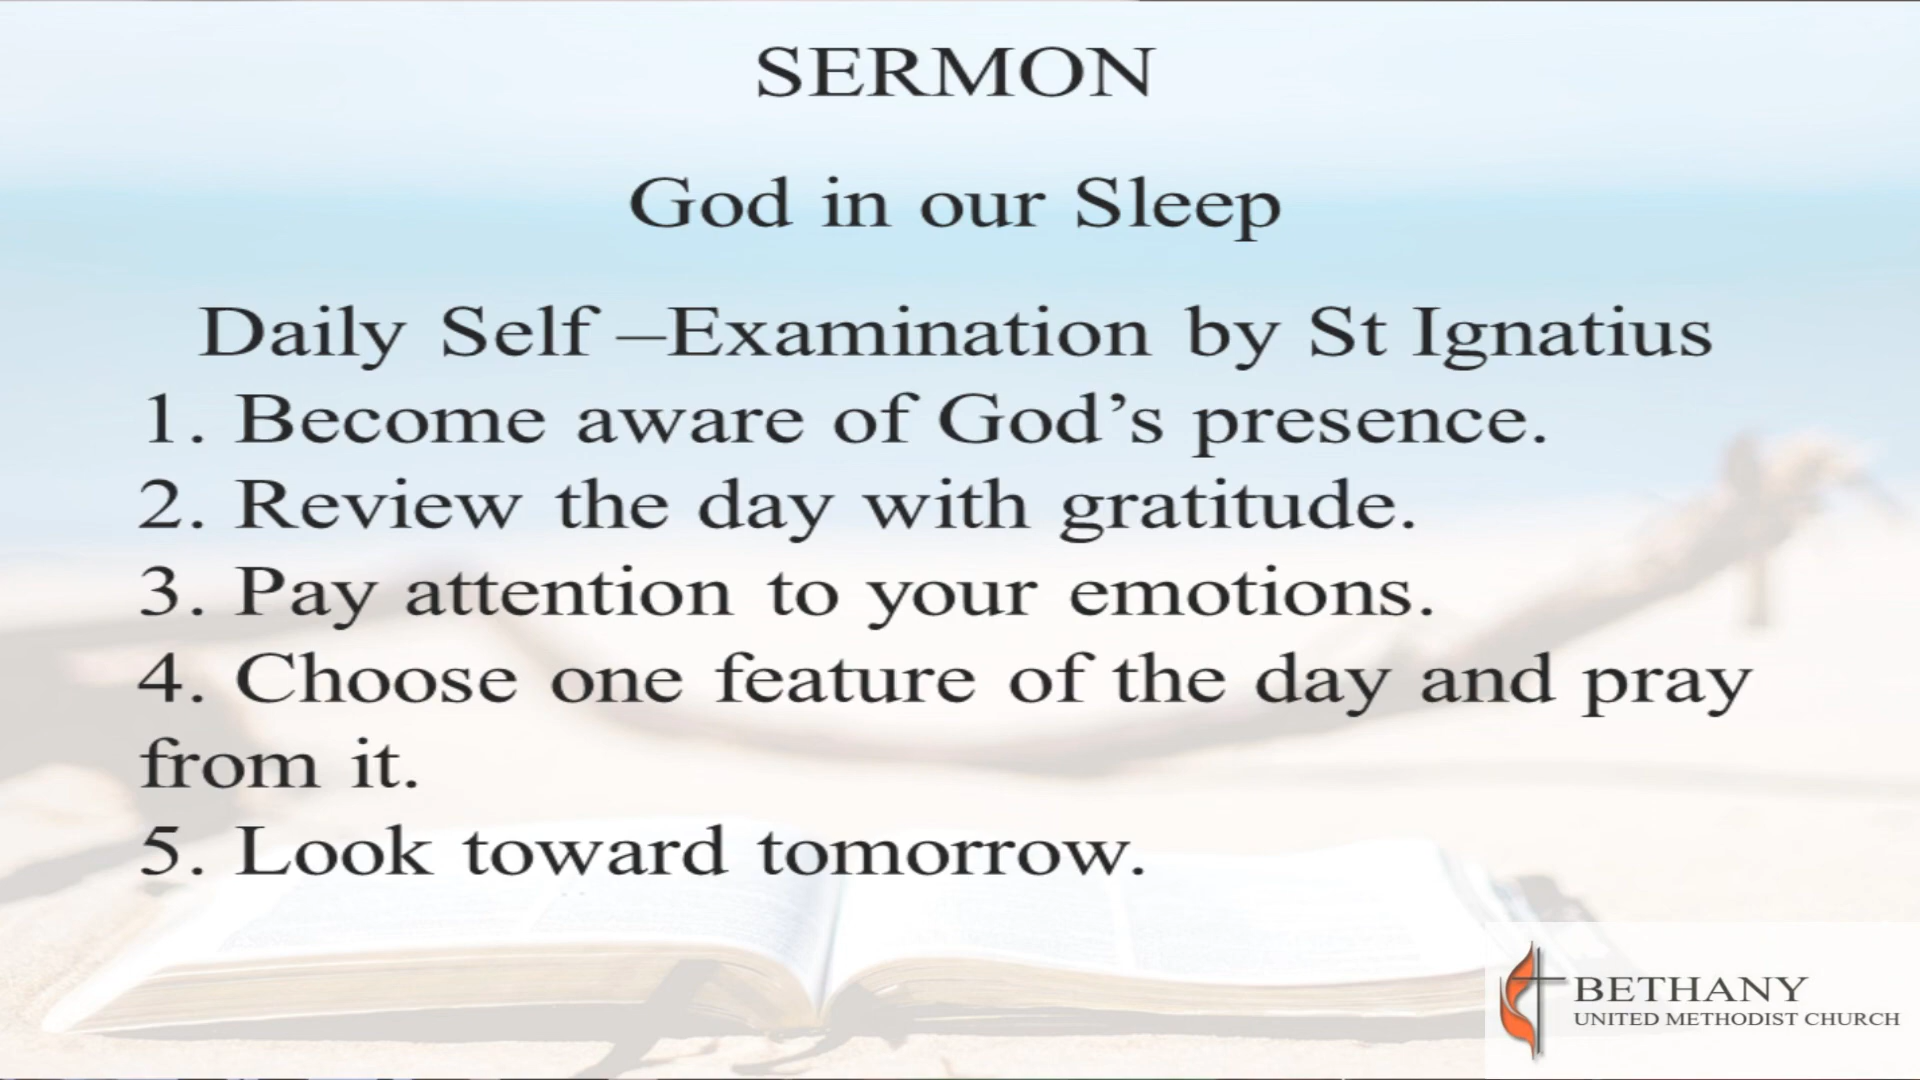 SERMON
God in our Sleep
Daily Self –Examination by St Ignatius
1. Become aware of God’s presence.
2. Review the day with gratitude.
3. Pay attention to your emotions.
4. Choose one feature of the day and pray
from it.
5. Look toward tomorrow.
BETHANY
UNITED METHODIST CHURCH